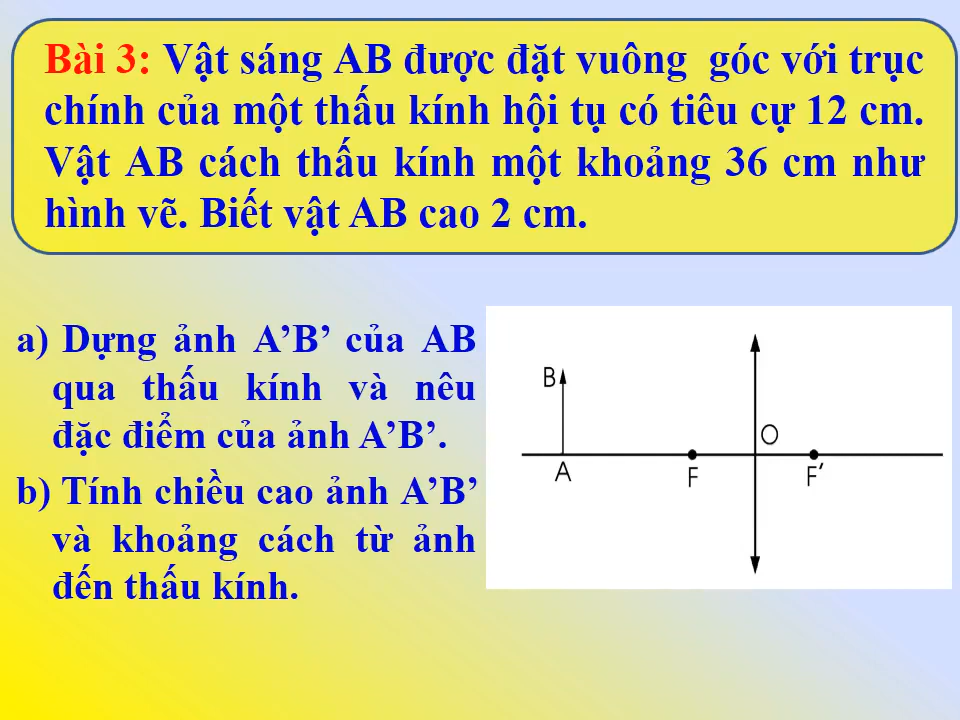 Bài 3: Vật sáng AB được đặt vuông góc với trục
chính của một thấu kính hội tụ có tiêu cự 12 cm.
Vật AB cách thấu kính một khoảng 36 cm như
hình vẽ. Biết vật AB cao 2 cm.
a) Dựng ảnh A’B’ của AB
qua thấu kính và nêu
đặc điểm của ảnh A’B’.
b) Tính chiều cao ảnh A’B’
và khoảng cách từ ảnh
đến thấu kính.
B
O
A
F
F’